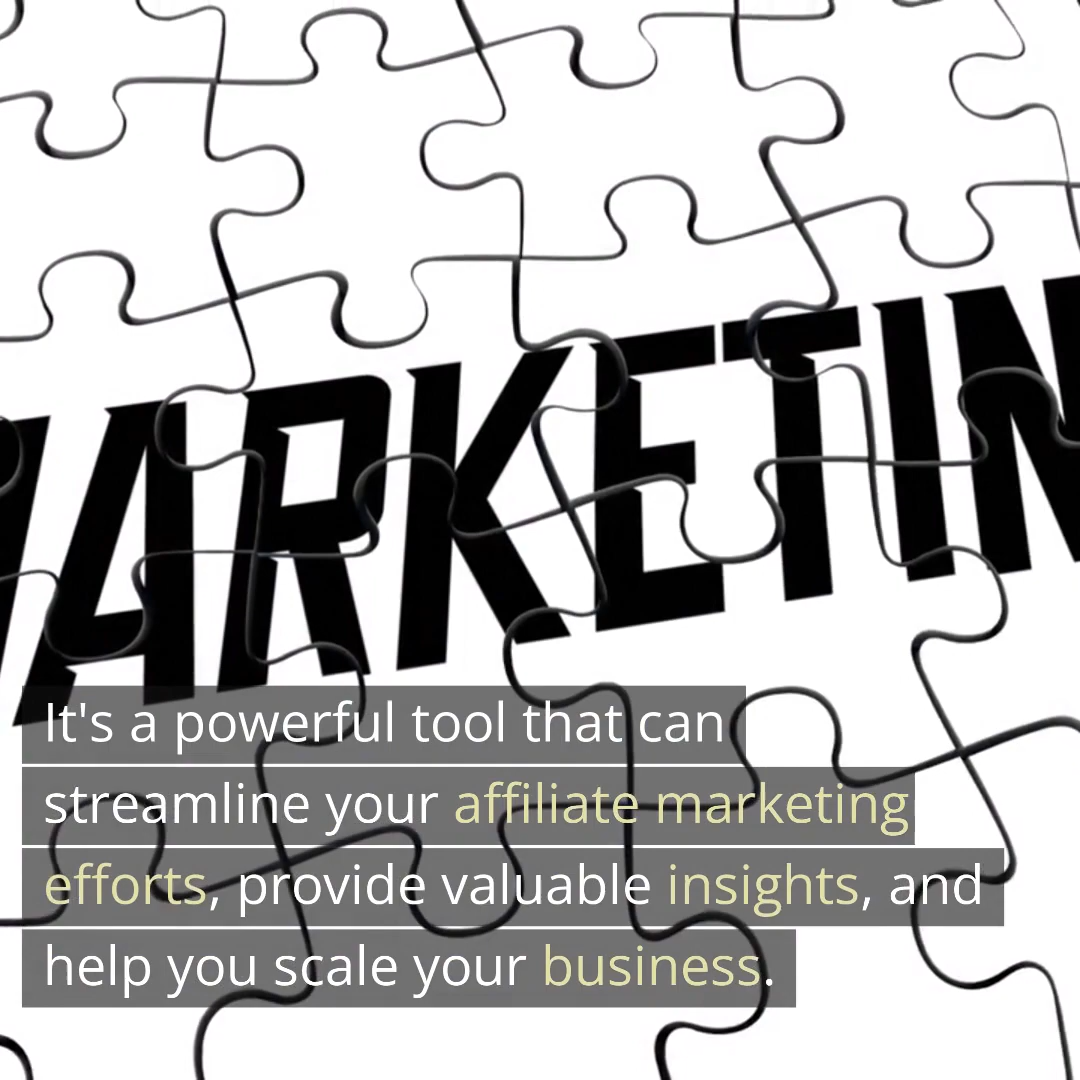 MARKETIN
It's a powerful tool that can
streamline your affiliate marketing
efforts, provide valuable insights, and
help you scale your business.